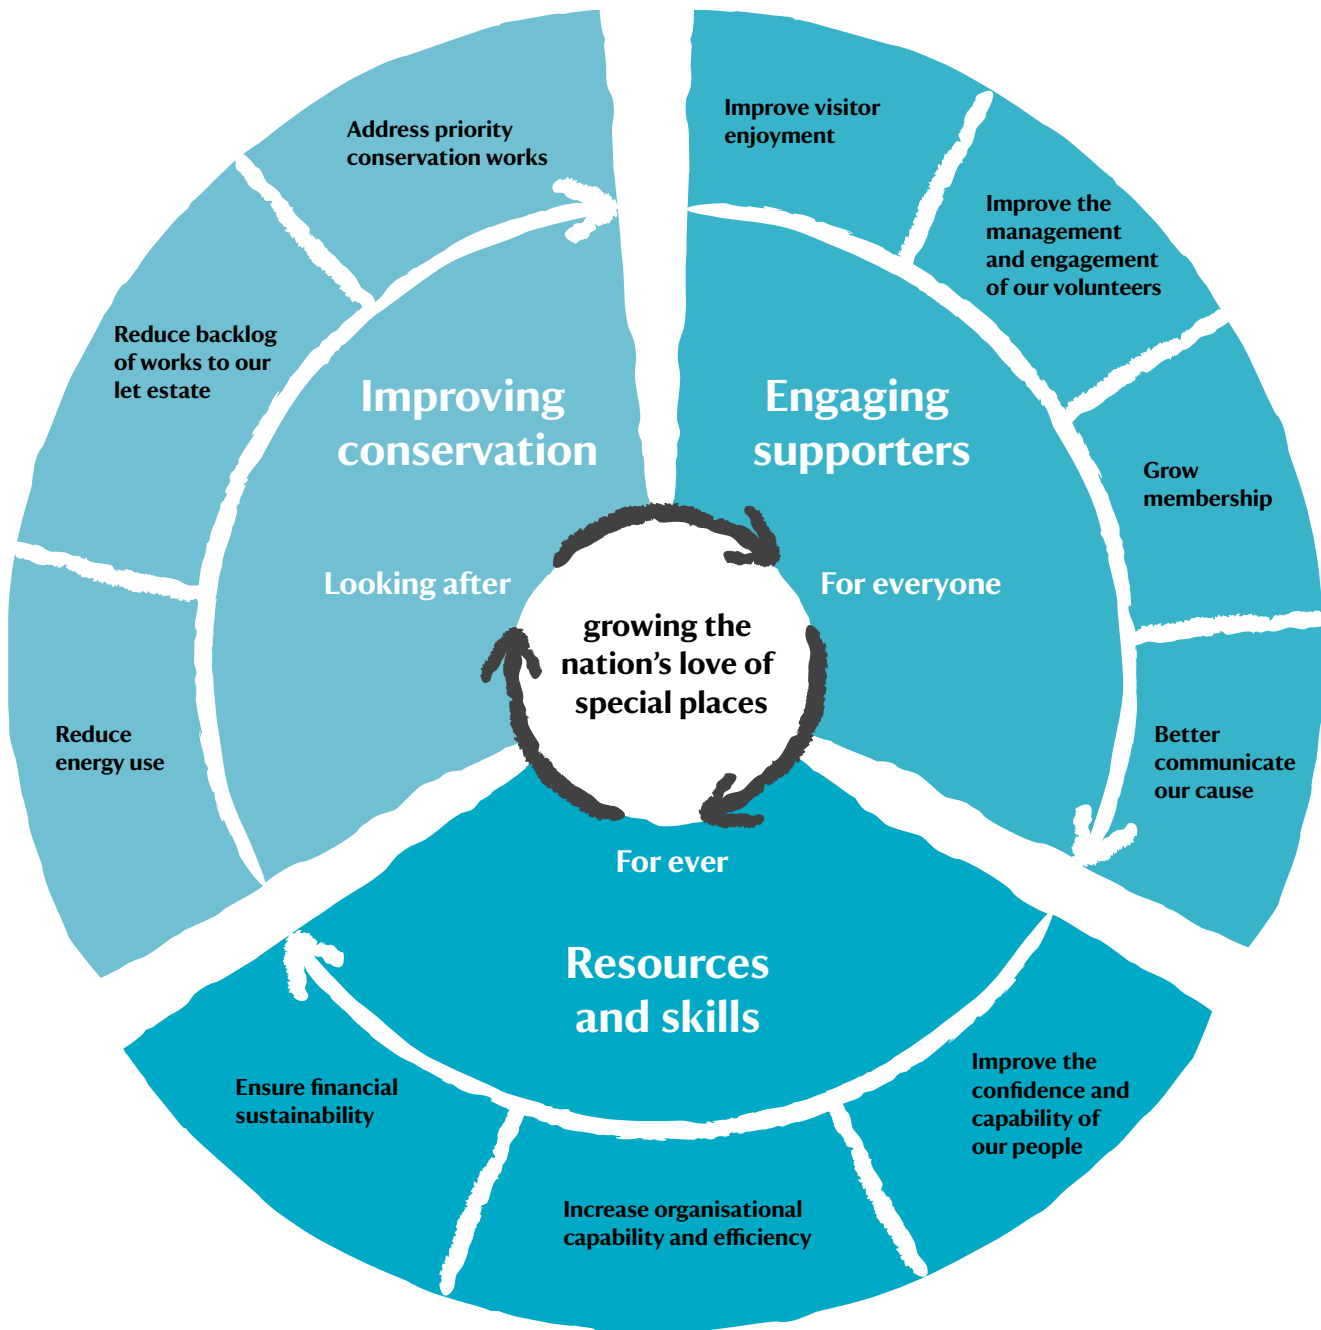 Improve visitor
enjoyment
Improve the
management
and engagement
of our volunteers
Grow
membership
Better
communicate
our cause
Engaging
supporters
For everyone
Improve the
confidence and
capability of
our people
Increase organisational
capability and efficiency
Ensure financial
sustainability
For ever
Resources
and skills
Reduce
energy use
Reduce backlog
of works to our
let estate
Address priority
conservation works
Improving
conservation
Looking after
growing the
nation’s love of
special places